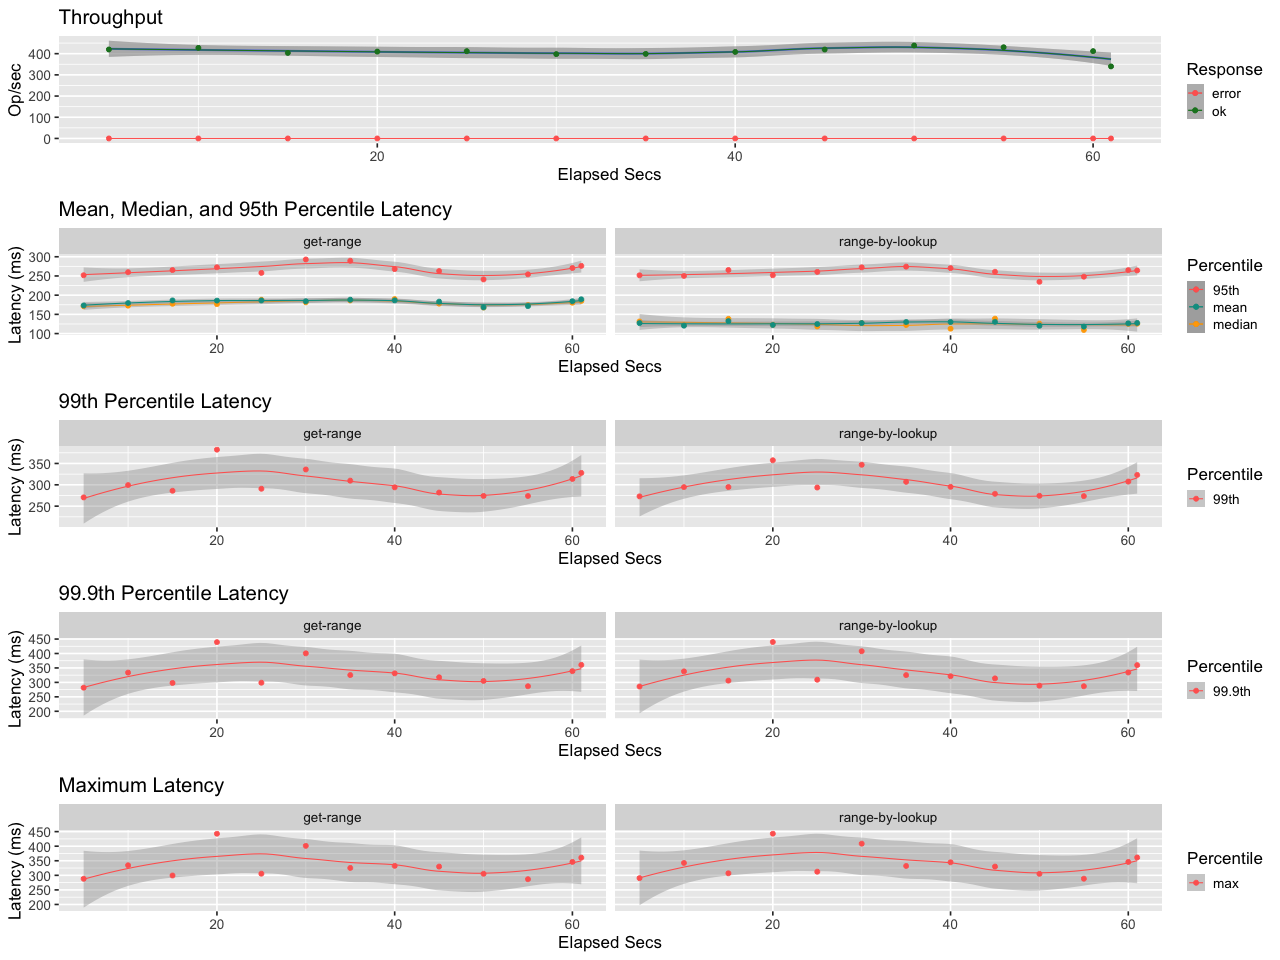 Throughput
Op/sec
400
300
200
100
0
20
40
60
Elapsed Secs
Response
error
ok
Mean, Median, and 95th Percentile Latency
get-range
range-by-lookup
Latency (ms)
300
250
200
150
100
20
40
60
20
40
60
Elapsed Secs
Percentile
95th
mean
median
99th Percentile Latency
get-range
range-by-lookup
Latency (ms)
350
300
250
20
40
60
20
40
60
Elapsed Secs
Percentile
99th
99.9th Percentile Latency
get-range
range-by-lookup
Latency (ms)
450
400
350
300
250
200
20
40
60
20
40
60
Elapsed Secs
Percentile
99.9th
Maximum Latency
get-range
range-by-lookup
Latency (ms)
450
400
350
300
250
200
20
40
60
20
40
60
Elapsed Secs
Percentile
max